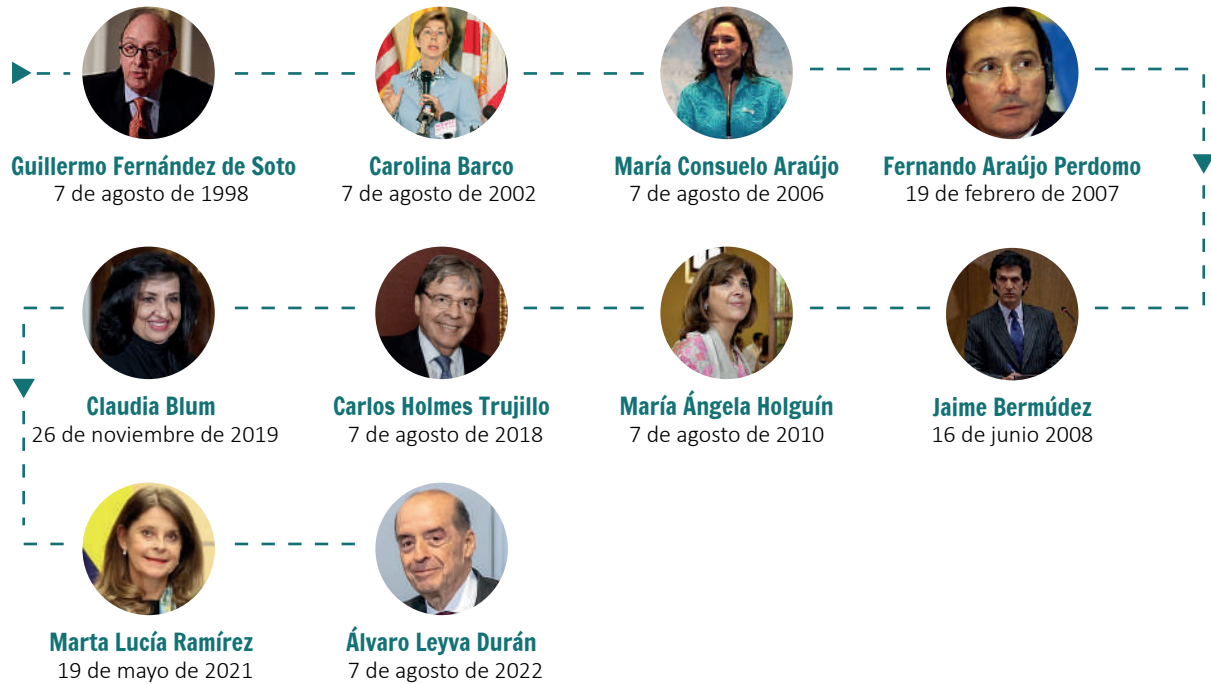 Guillermo Fernández de Soto
7 de agosto de 1998
Carolina Barco
7 de agosto de 2002
María Consuelo Araújo
7 de agosto de 2006
Fernando Araújo Perdomo
19 de febrero de 2007
Jaime Bermúdez
16 de junio 2008
María Ángela Holguín
7 de agosto de 2010
Carlos Holmes Trujillo
7 de agosto de 2018
Claudia Blum
26 de noviembre de 2019
Marta Lucía Ramírez
19 de mayo de 2021
Álvaro Leyva Durán
7 de agosto de 2022